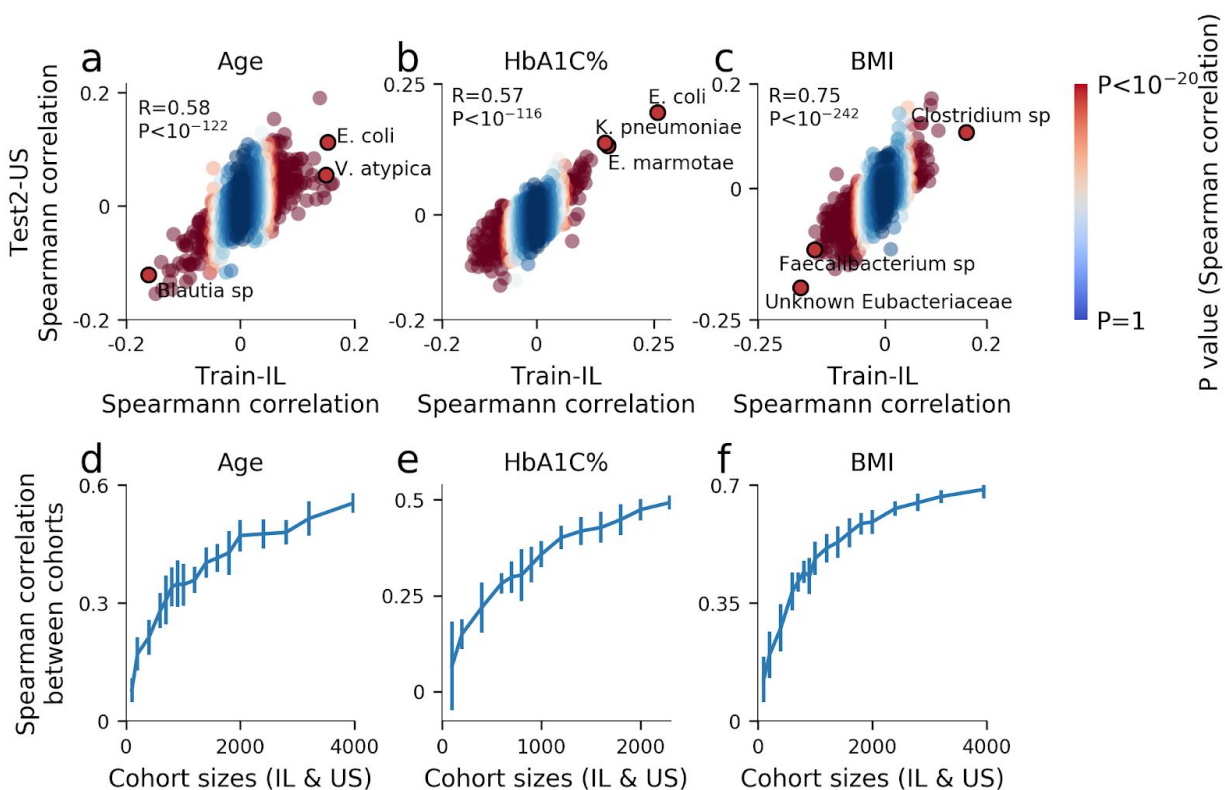 a
Age
b
HbA1C%
c
BMI
Test2-US
Spearmann correlation
0.2
0
-0.2
R=0.58
P<10⁻¹²²
E. coli
V. atypica
Blautia sp
-0.2
0
0.2
Train-IL
Spearmann correlation
0.25
0
-0.2
R=0.57
P<10⁻¹¹⁶
E. coli
K. pneumoniae
E. marmotae
-0.2
0
0.25
Train-IL
Spearmann correlation
0.2
0
-0.25
R=0.75
P<10⁻²⁴²
Clostridium sp
Faecalibacterium sp
Unknown Eubacteriaceae
-0.25
0
0.2
Train-IL
Spearmann correlation
P<10⁻²⁰
P=1
P value (Spearmann correlation)
d
Age
e
HbA1C%
f
BMI
Spearman correlation
between cohorts
0.6
0.3
0
0
2000
4000
Cohort sizes (IL & US)
0.5
0.25
0
0
1000
2000
Cohort sizes (IL & US)
0.7
0.35
0
0
2000
4000
Cohort sizes (IL & US)